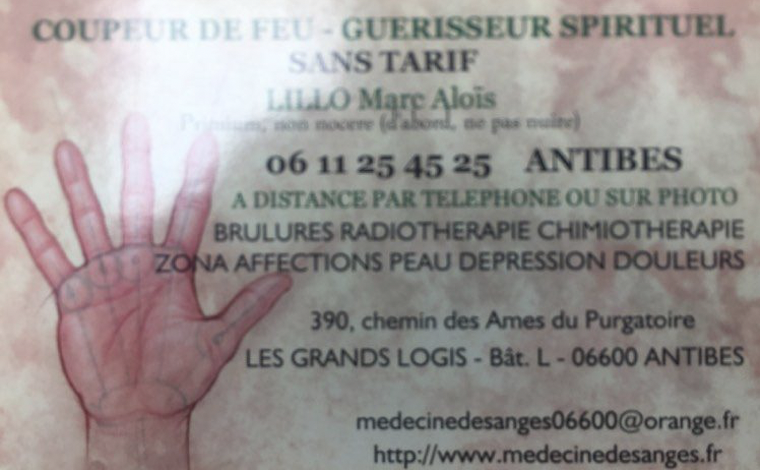 COUPEUR DE FEU - GUERISSEUR SPIRITUEL
SANS TARIF
LILLO Marc Aloïs
Primum, non nocere (d'abord, ne pas nuire)
06 11 25 45 25 ANTIBES
A DISTANCE PAR TELEPHONE OU SUR PHOTO
BRULURES RADIOTHERAPIE CHIMIOTHERAPIE
ZONA AFFECTIONS PEAU DEPRESSION DOULEURS
390, chemin des Ames du Purgatoire
LES GRANDS LOGIS - Bât. L - 06600 ANTIBES
medecinedesanges06600@orange.fr
http://www.medecinedesanges.fr